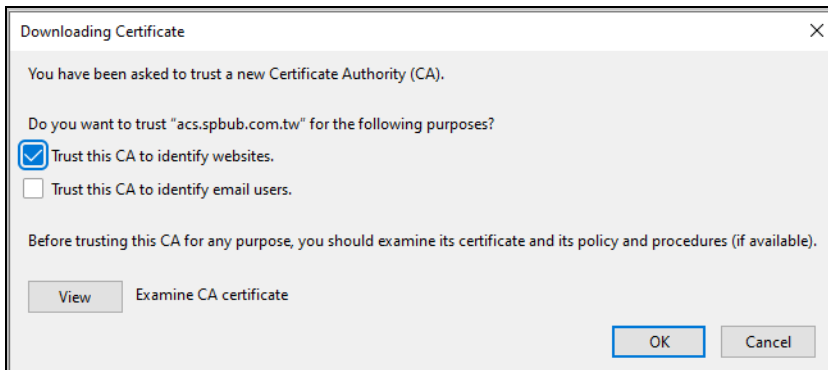 Downloading Certificate
You have been asked to trust a new Certificate Authority (CA).
Do you want to trust “acs.spbub.com.tw” for the following purposes?
Trust this CA to identify websites.
Trust this CA to identify email users.
Before trusting this CA for any purpose, you should examine its certificate and its policy and procedures (if available).
View Examine CA certificate
OK Cancel